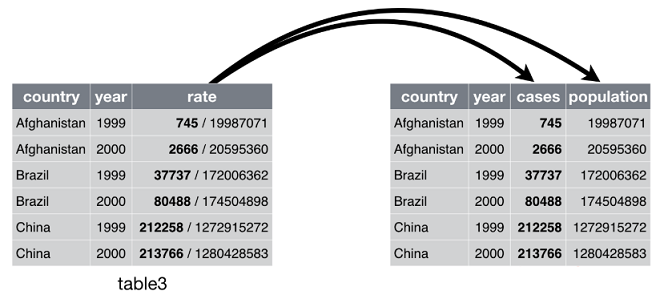 country year rate
Afghanistan 1999 745 / 19987071
Afghanistan 2000 2666 / 20595360
Brazil 1999 37737 / 172006362
Brazil 2000 80488 / 174504898
China 1999 212258 / 1272915272
China 2000 213766 / 1280428583
table3
country year cases population
Afghanistan 1999 745 19987071
Afghanistan 2000 2666 20595360
Brazil 1999 37737 172006362
Brazil 2000 80488 174504898
China 1999 212258 1272915272
China 2000 213766 1280428583